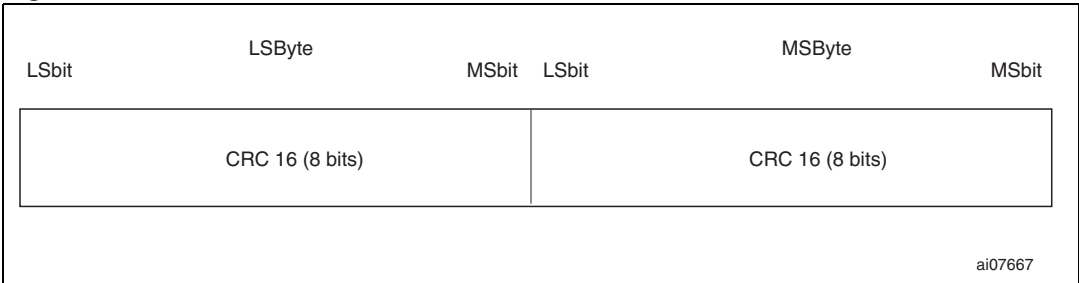 LSByte MSByte
LSbit MSbit LSbit MSbit
CRC 16 (8 bits) CRC 16 (8 bits)
ai07667